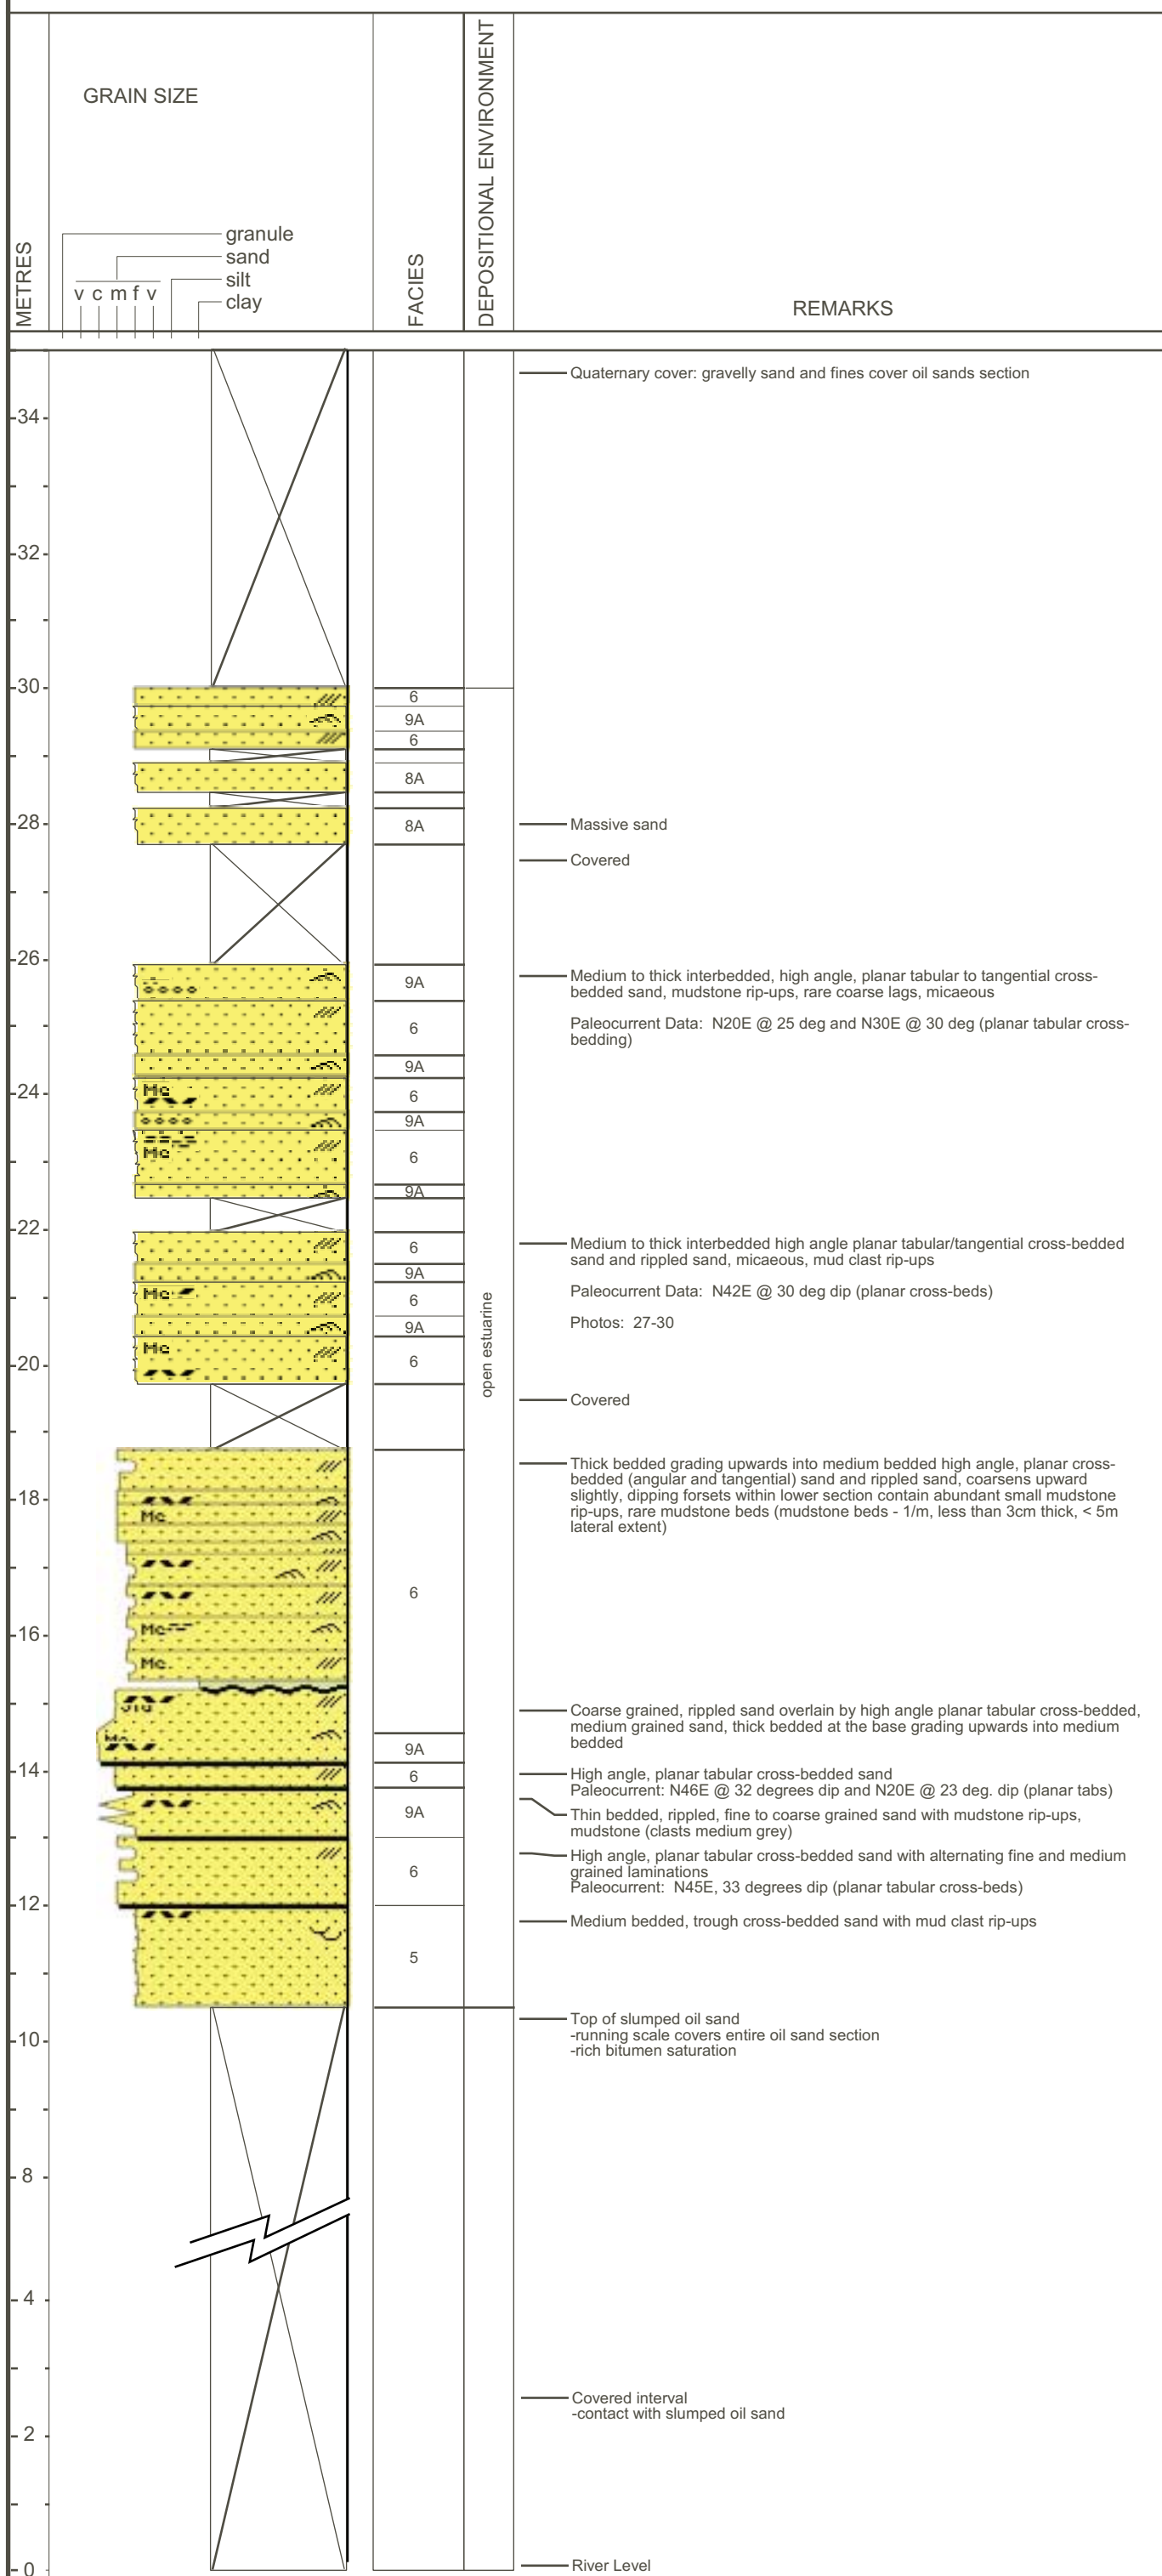 GRAIN SIZE
granule
sand
silt
clay
v c m f v
METRES
FACIES
DEPOSITIONAL ENVIRONMENT
REMARKS
Quaternary cover: gravelly sand and fines cover oil sands section
34
32
30
6
9A
6
8A
28
8A
Massive sand
Covered
26
9A
Medium to thick interbedded, high angle, planar tabular to tangential cross-
bedded sand, mudstone rip-ups, rare coarse lags, micaeous
6
Paleocurrent Data: N20E @ 25 deg and N30E @ 30 deg (planar tabular cross-
bedding)
9A
24
Mc
6
9A
Mc
6
9A
22
6
Medium to thick interbedded high angle planar tabular/tangential cross-bedded
sand and rippled sand, micaeous, mud clast rip-ups
9A
Mc
6
Paleocurrent Data: N42E @ 30 deg dip (planar cross-beds)
9A
Photos: 27-30
Mc
20
6
open estuarine
Covered
Thick bedded grading upwards into medium bedded high angle, planar cross-
bedded (angular and tangential) sand and rippled sand, coarsens upward
slightly, dipping forsets within lower section contain abundant small mudstone
rip-ups, rare mudstone beds (mudstone beds - 1/m, less than 3cm thick, < 5m
lateral extent)
18
Mc
6
16
Mc
Mc
Coarse grained, rippled sand overlain by high angle planar tabular cross-bedded,
medium grained sand, thick bedded at the base grading upwards into medium
bedded
9A
14
6
High angle, planar tabular cross-bedded sand
Paleocurrent: N46E @ 32 degrees dip and N20E @ 23 deg. dip (planar tabs)
9A
Thin bedded, rippled, fine to coarse grained sand with mudstone rip-ups,
mudstone (clasts medium grey)
6
High angle, planar tabular cross-bedded sand with alternating fine and medium
grained laminations
Paleocurrent: N45E, 33 degrees dip (planar tabular cross-beds)
12
Medium bedded, trough cross-bedded sand with mud clast rip-ups
5
10
Top of slumped oil sand
-running scale covers entire oil sand section
-rich bitumen saturation
8
4
Covered interval
-contact with slumped oil sand
2
0
River Level